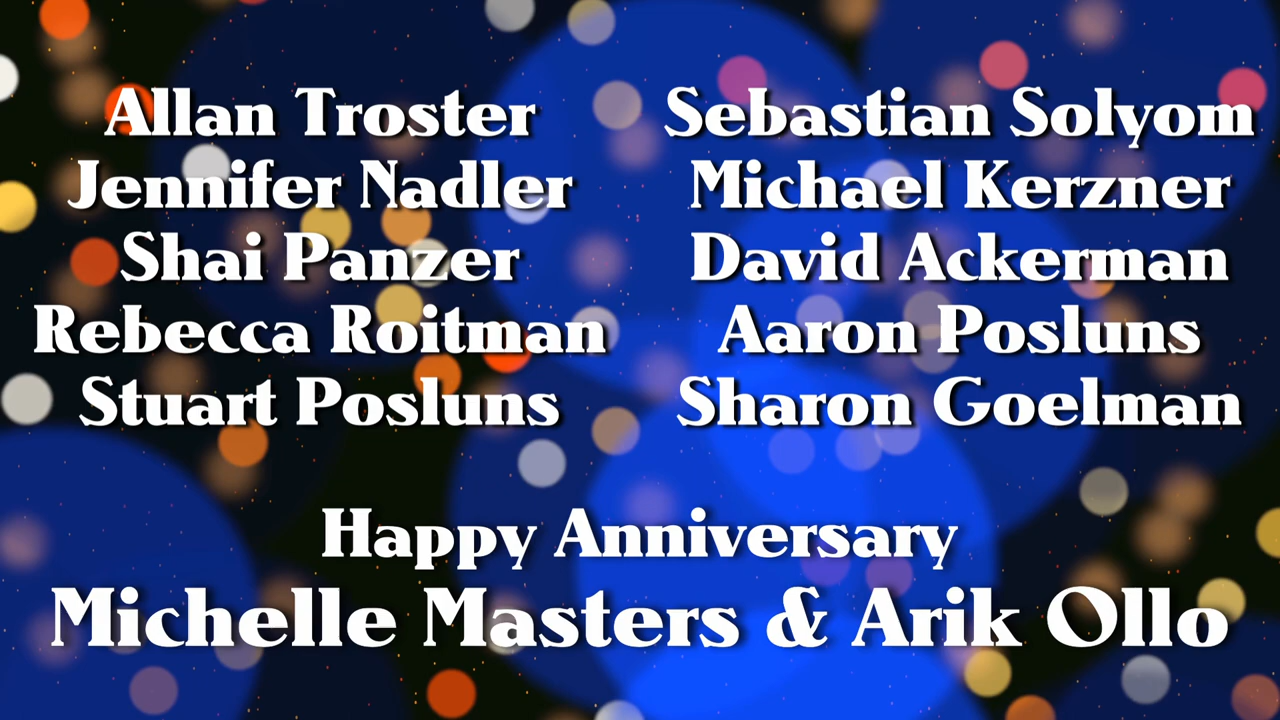 Allan Troster
Jennifer Nadler
Shai Panzer
Rebecca Roitman
Stuart Posluns
Sebastian Solyom
Michael Kerzner
David Ackerman
Aaron Posluns
Sharon Goelman
Happy Anniversary
Michelle Masters & Arik Ollo